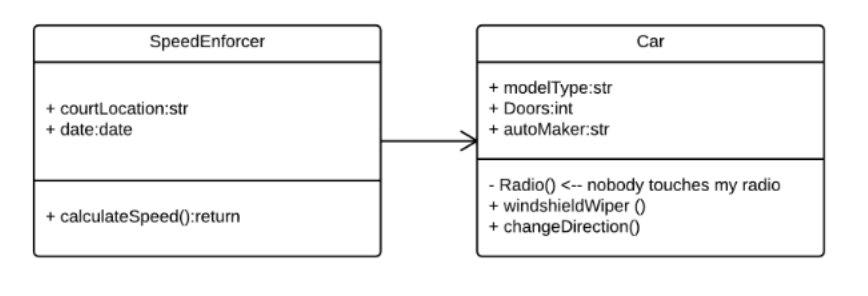 SpeedEnforcer
+ courtLocation:str
+ date:date
+ calculateSpeed():return
Car
+ modelType:str
+ Doors:int
+ autoMaker:str
- Radio() <-- nobody touches my radio
+ windshieldWiper ()
+ changeDirection()